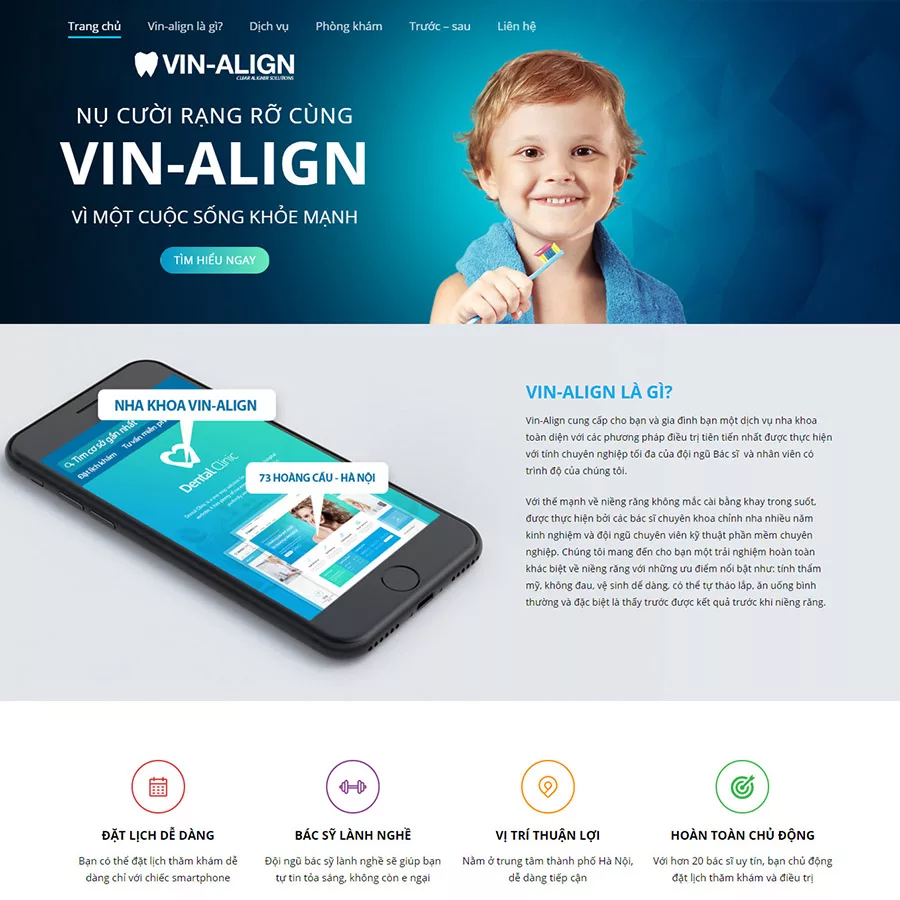 Trang chủ
Vin-align là gì?
Dịch vụ
Phòng khám
Trước – sau
Liên hệ
VIN-ALIGN
CLEAR ALIGNER SOLUTIONS
NỤ CƯỜI RẠNG RỠ CÙNG
VIN-ALIGN
VÌ MỘT CUỘC SỐNG KHỎE MẠNH
TÌM HIỂU NGAY
NHA KHOA VIN-ALIGN
Tìm cơ sở gần nhất
Đặt lịch khám
Tư vấn miễn
Dental Clinic
73 HOÀNG CẦU - HÀ NỘI
VIN-ALIGN LÀ GÌ?
Vin-Align cung cấp cho bạn và gia đình bạn một dịch vụ nha khoa
toàn diện với các phương pháp điều trị tiên tiến nhất được thực hiện
với tính chuyên nghiệp tối đa của đội ngũ Bác sĩ và nhân viên có
trình độ của chúng tôi.
Với thế mạnh về niềng răng không mắc cài bằng khay trong suốt,
được thực hiện bởi các bác sĩ chuyên khoa chỉnh nha nhiều năm
kinh nghiệm và đội ngũ chuyên viên kỹ thuật phần mềm chuyên
nghiệp. Chúng tôi mang đến cho bạn một trải nghiệm hoàn toàn
khác biệt về niềng răng với những ưu điểm nổi bật như: tính thẩm
mỹ, không đau, vệ sinh dể dàng, có thể tự tháo lắp, ăn uống bình
thường và đặc biệt là thấy trước được kết quả trước khi niềng răng.
ĐẶT LỊCH DỄ DÀNG
Bạn có thể đặt lịch thăm khám dễ
dàng chỉ với chiếc smartphone
BÁC SỸ LÀNH NGHỀ
Đội ngũ bác sỹ lành nghề sẽ giúp bạn
tự tin tỏa sáng, không còn e ngại
VỊ TRÍ THUẬN LỢI
Nằm ở trung tâm thành phố Hà Nội,
dễ dàng tiếp cận
HOÀN TOÀN CHỦ ĐỘNG
Với hơn 20 bác sĩ uy tín, bạn chủ động
đặt lịch thăm khám và điều trị